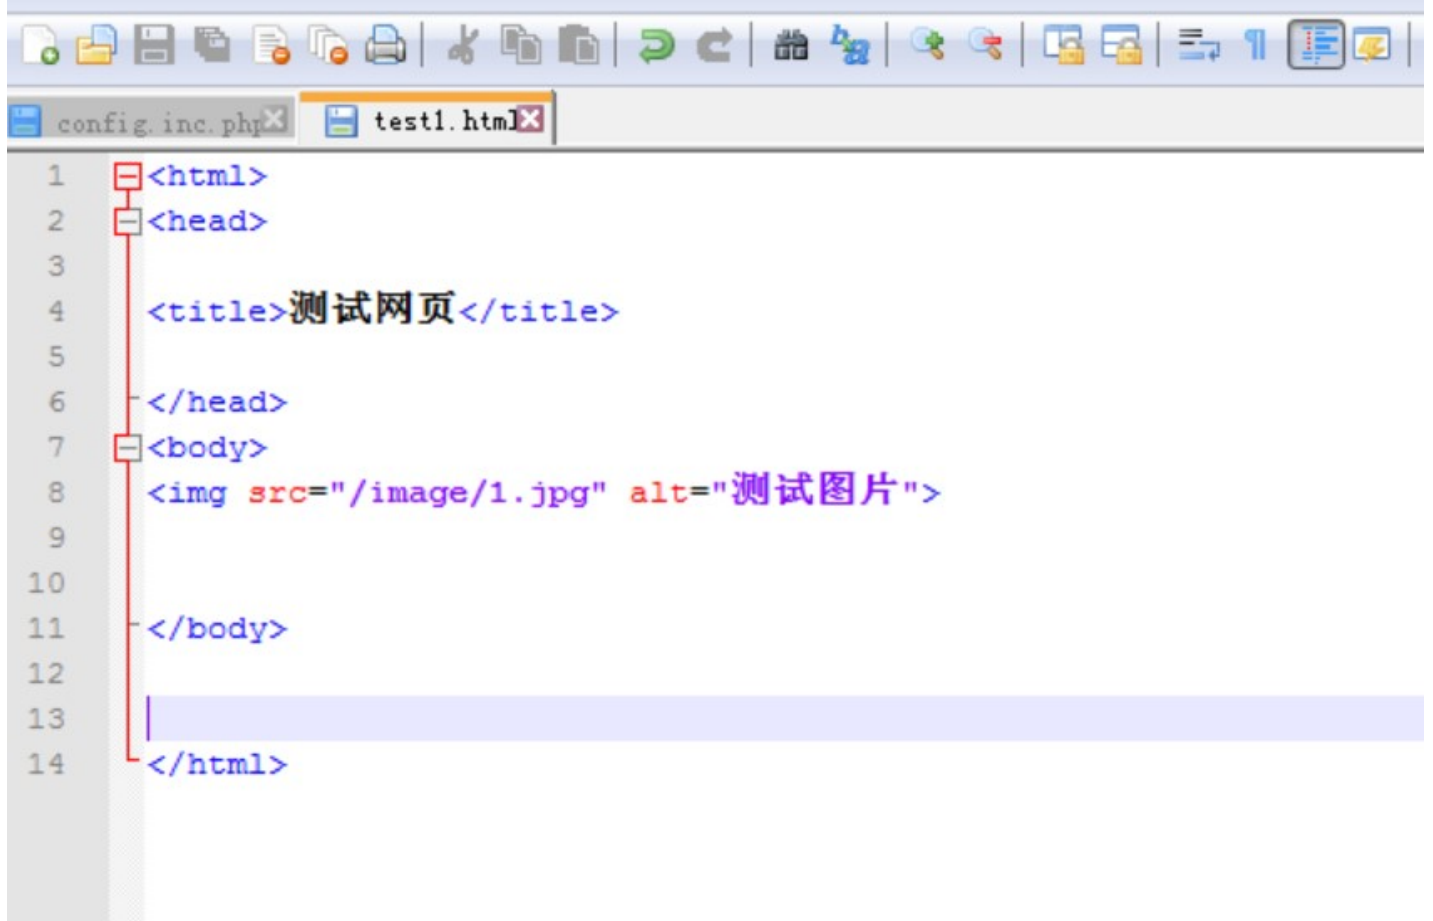 config.inc.php test1.html
1 <html>
2 <head>
3
4 <title>测试网页</title>
5
6 </head>
7 <body>
8 <img src="/image/1.jpg" alt="测试图片">
9
10
11 </body>
12
13
14 </html>